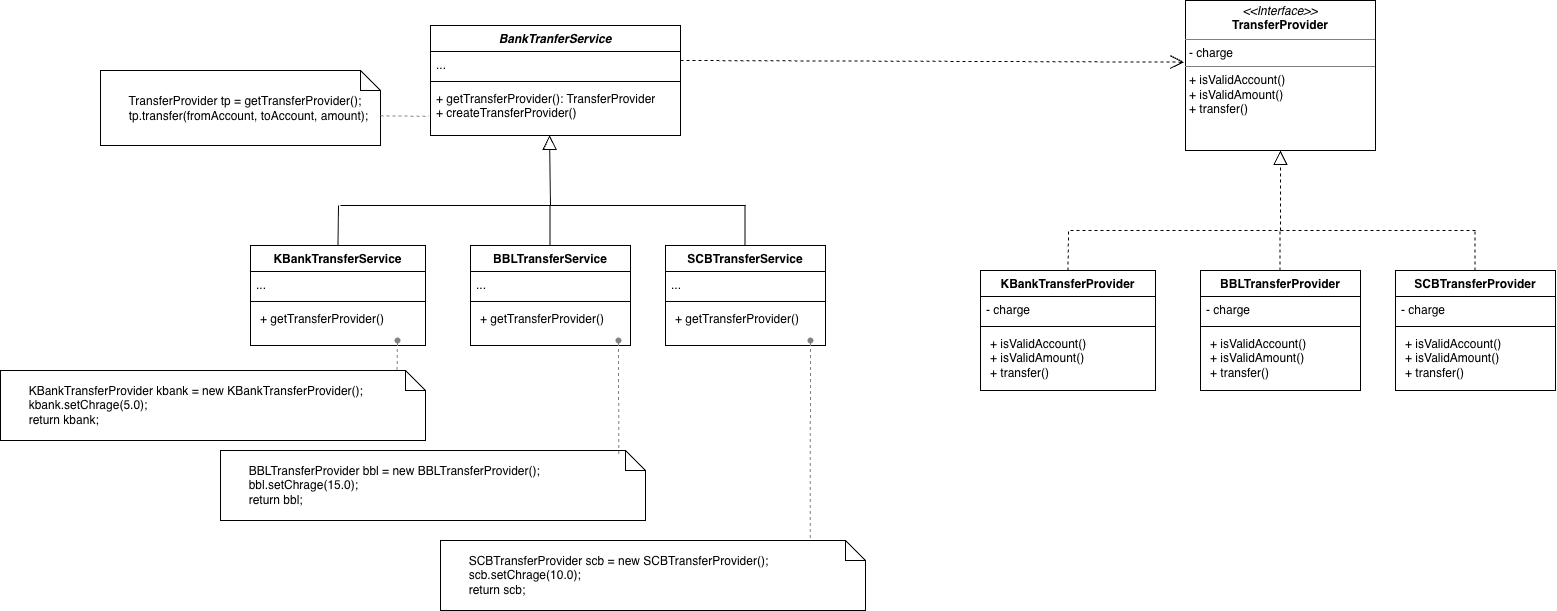 <<Interface>>
TransferProvider
- charge
+ isValidAccount()
+ isValidAmount()
+ transfer()
BankTranferService
...
+ getTransferProvider(): TransferProvider
+ createTransferProvider()
TransferProvider tp = getTransferProvider();
tp.transfer(fromAccount, toAccount, amount);
KBankTransferService
...
+ getTransferProvider()
BBLTransferService
...
+ getTransferProvider()
SCBTransferService
...
+ getTransferProvider()
KBankTransferProvider
- charge
+ isValidAccount()
+ isValidAmount()
+ transfer()
BBLTransferProvider
- charge
+ isValidAccount()
+ isValidAmount()
+ transfer()
SCBTransferProvider
- charge
+ isValidAccount()
+ isValidAmount()
+ transfer()
KBankTransferProvider kbank = new KBankTransferProvider();
kbank.setChrage(5.0);
return kbank;
BBLTransferProvider bbl = new BBLTransferProvider();
bbl.setChrage(15.0);
return bbl;
SCBTransferProvider scb = new SCBTransferProvider();
scb.setChrage(10.0);
return scb;